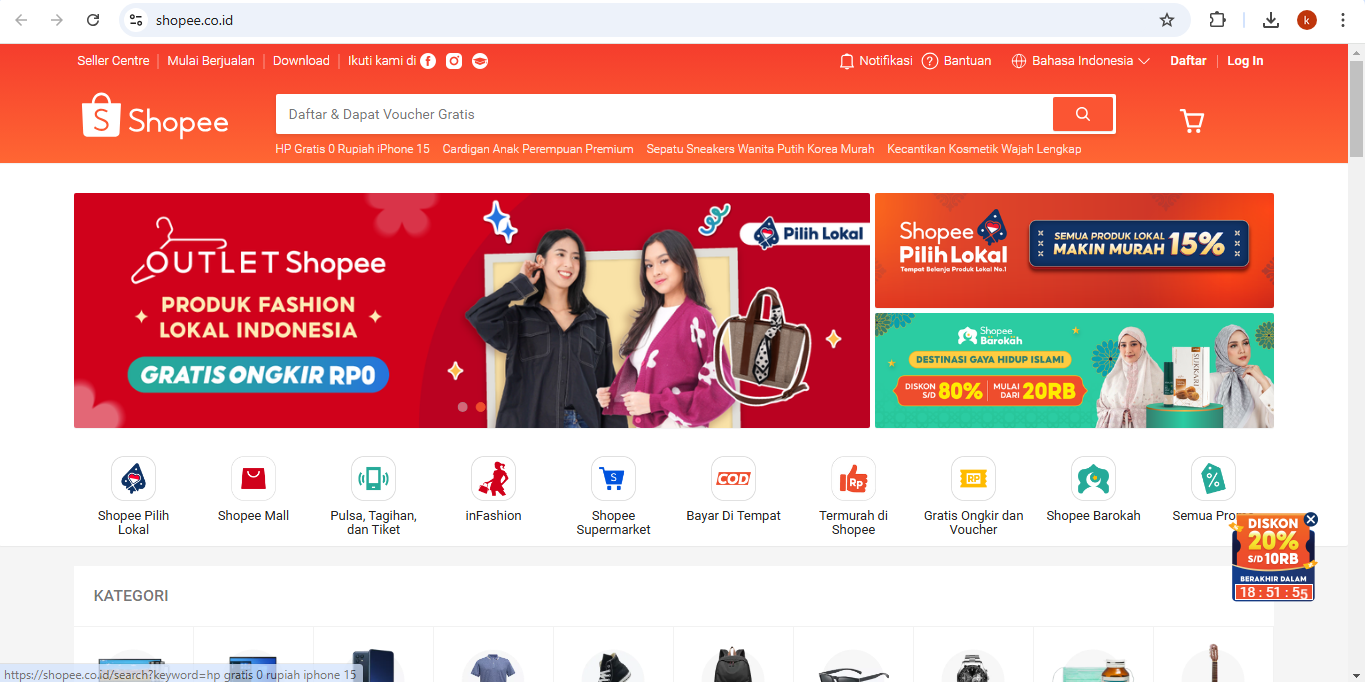 shopee.co.id
k
Seller Centre
Mulai Berjualan
Download
Ikuti kami di
Notifikasi
Bantuan
Bahasa Indonesia
Daftar
Log In
Shopee
Daftar & Dapat Voucher Gratis
HP Gratis 0 Rupiah iPhone 15
Cardigan Anak Perempuan Premium
Sepatu Sneakers Wanita Putih Korea Murah
Kecantikan Kosmetik Wajah Lengkap
OUTLET Shopee
PRODUK FASHION
LOKAL INDONESIA
GRATIS ONGKIR RP0
Pilih Lokal
Shopee
Pilih Lokal
Tempat Belanja Produk Lokal No.1
SEMUA PRODUK LOKAL
MAKIN MURAH 15%
Shopee
Barokah
DESTINASI GAYA HIDUP ISLAMI
DISKON S/D 80%
MULAI DARI 20RB
SUKKARI
COD
Rp
RP
%
Shopee Pilih
Lokal
Shopee Mall
Pulsa, Tagihan,
dan Tiket
inFashion
Shopee
Supermarket
Bayar Di Tempat
Termurah di
Shopee
Gratis Ongkir dan
Voucher
Shopee Barokah
Semua Promo
DISKON
20%
S/D 10RB
BERAKHIR DALAM
18 : 51 : 55
KATEGORI
https://shopee.co.id/search?keyword=hp gratis 0 rupiah iphone 15